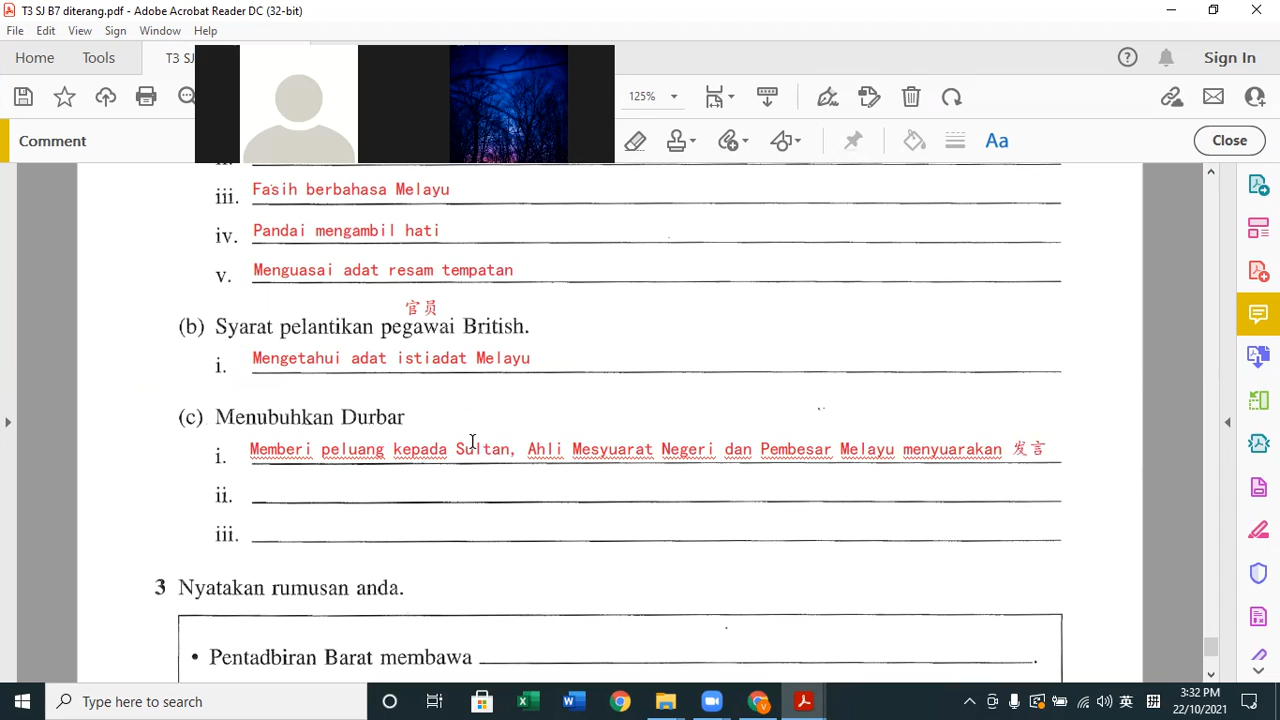 T3 SJ B7 diterang.pdf - Adobe Acrobat Reader DC (32-bit)
File Edit View Sign Window Help
Home Tools T3 SJ Sign In
125%
Comment Aa Close
iii. Fasih berbahasa Melayu
iv. Pandai mengambil hati
v. Menguasai adat resam tempatan
官员
(b) Syarat pelantikan pegawai British.
i. Mengetahui adat istiadat Melayu
(c) Menubuhkan Durbar
i. Memberi peluang kepada Sultan, Ahli Mesyuarat Negeri dan Pembesar Melayu menyuarakan 发言
ii.
iii.
3 Nyatakan rumusan anda.
• Pentadbiran Barat membawa .
Type here to search
英 拼
3:32 PM
22/10/2021